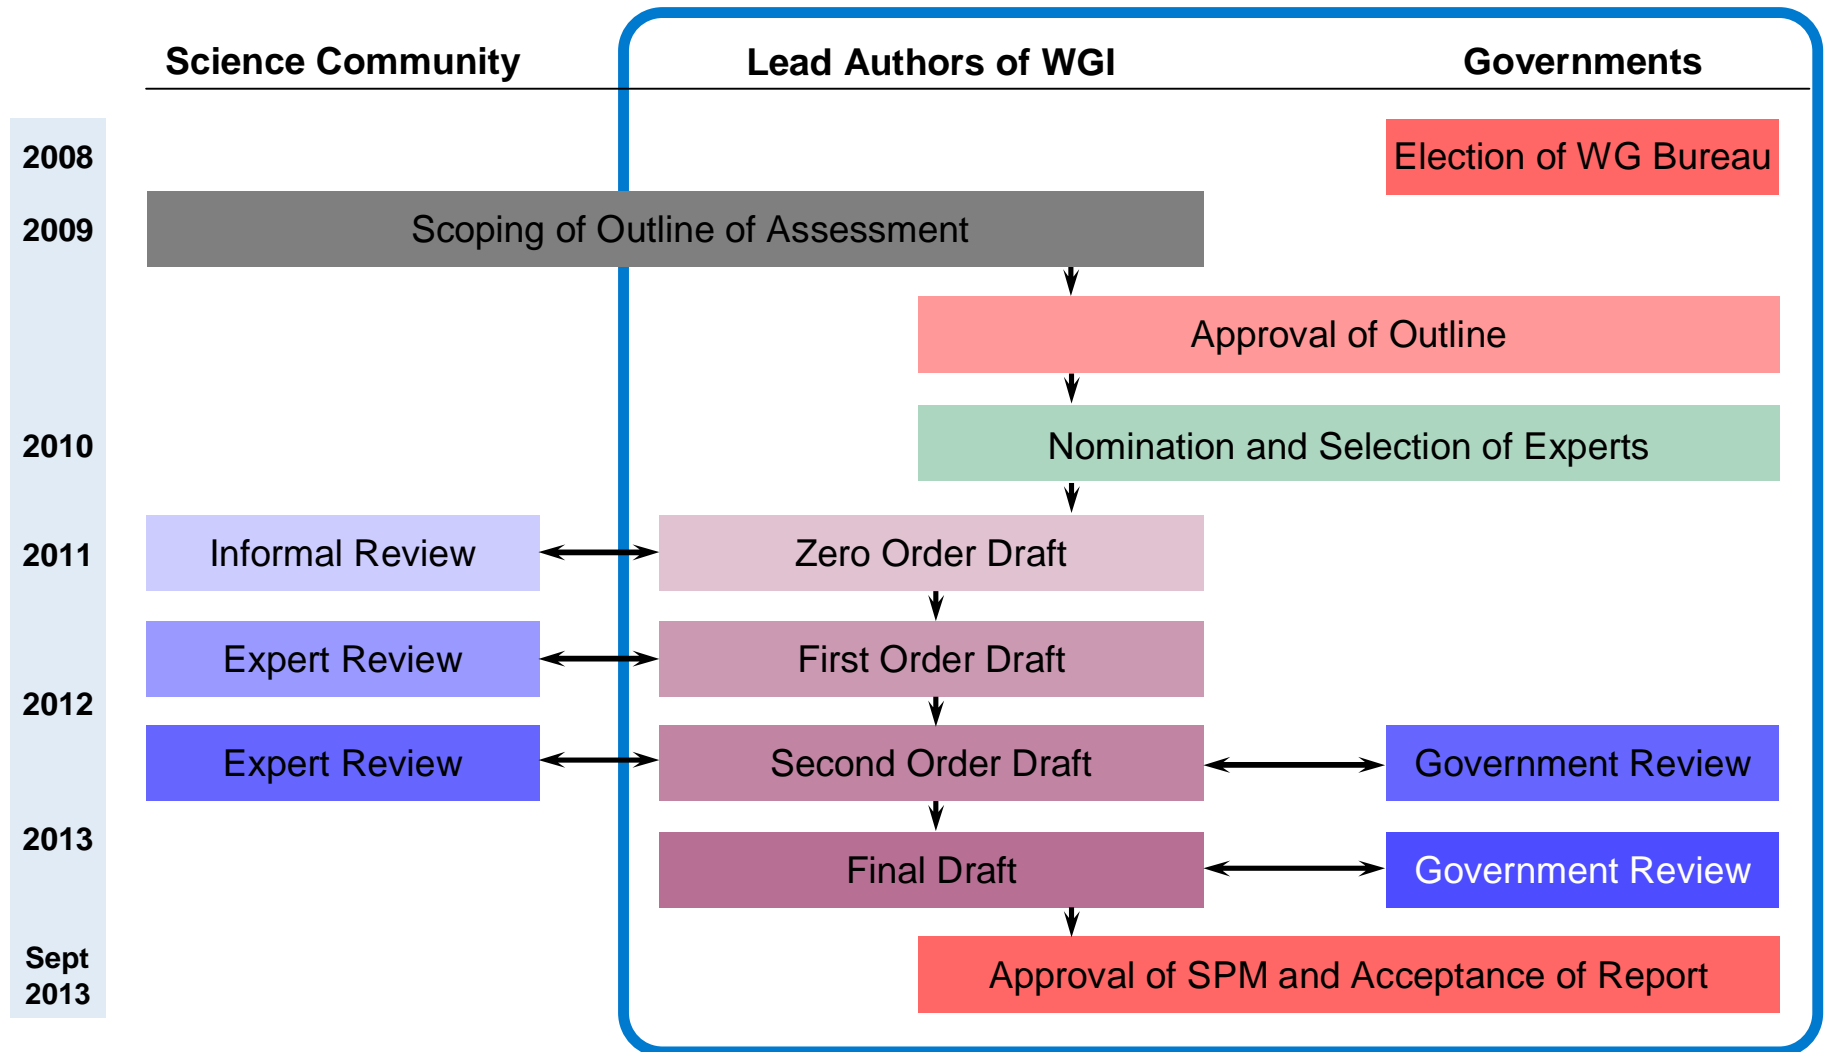 Science Community
Lead Authors of WGI
Governments
2008
Election of WG Bureau
2009
Scoping of Outline of Assessment
Approval of Outline
2010
Nomination and Selection of Experts
2011
Informal Review
Zero Order Draft
Expert Review
First Order Draft
2012
Expert Review
Second Order Draft
Government Review
2013
Final Draft
Government Review
Sept
2013
Approval of SPM and Acceptance of Report